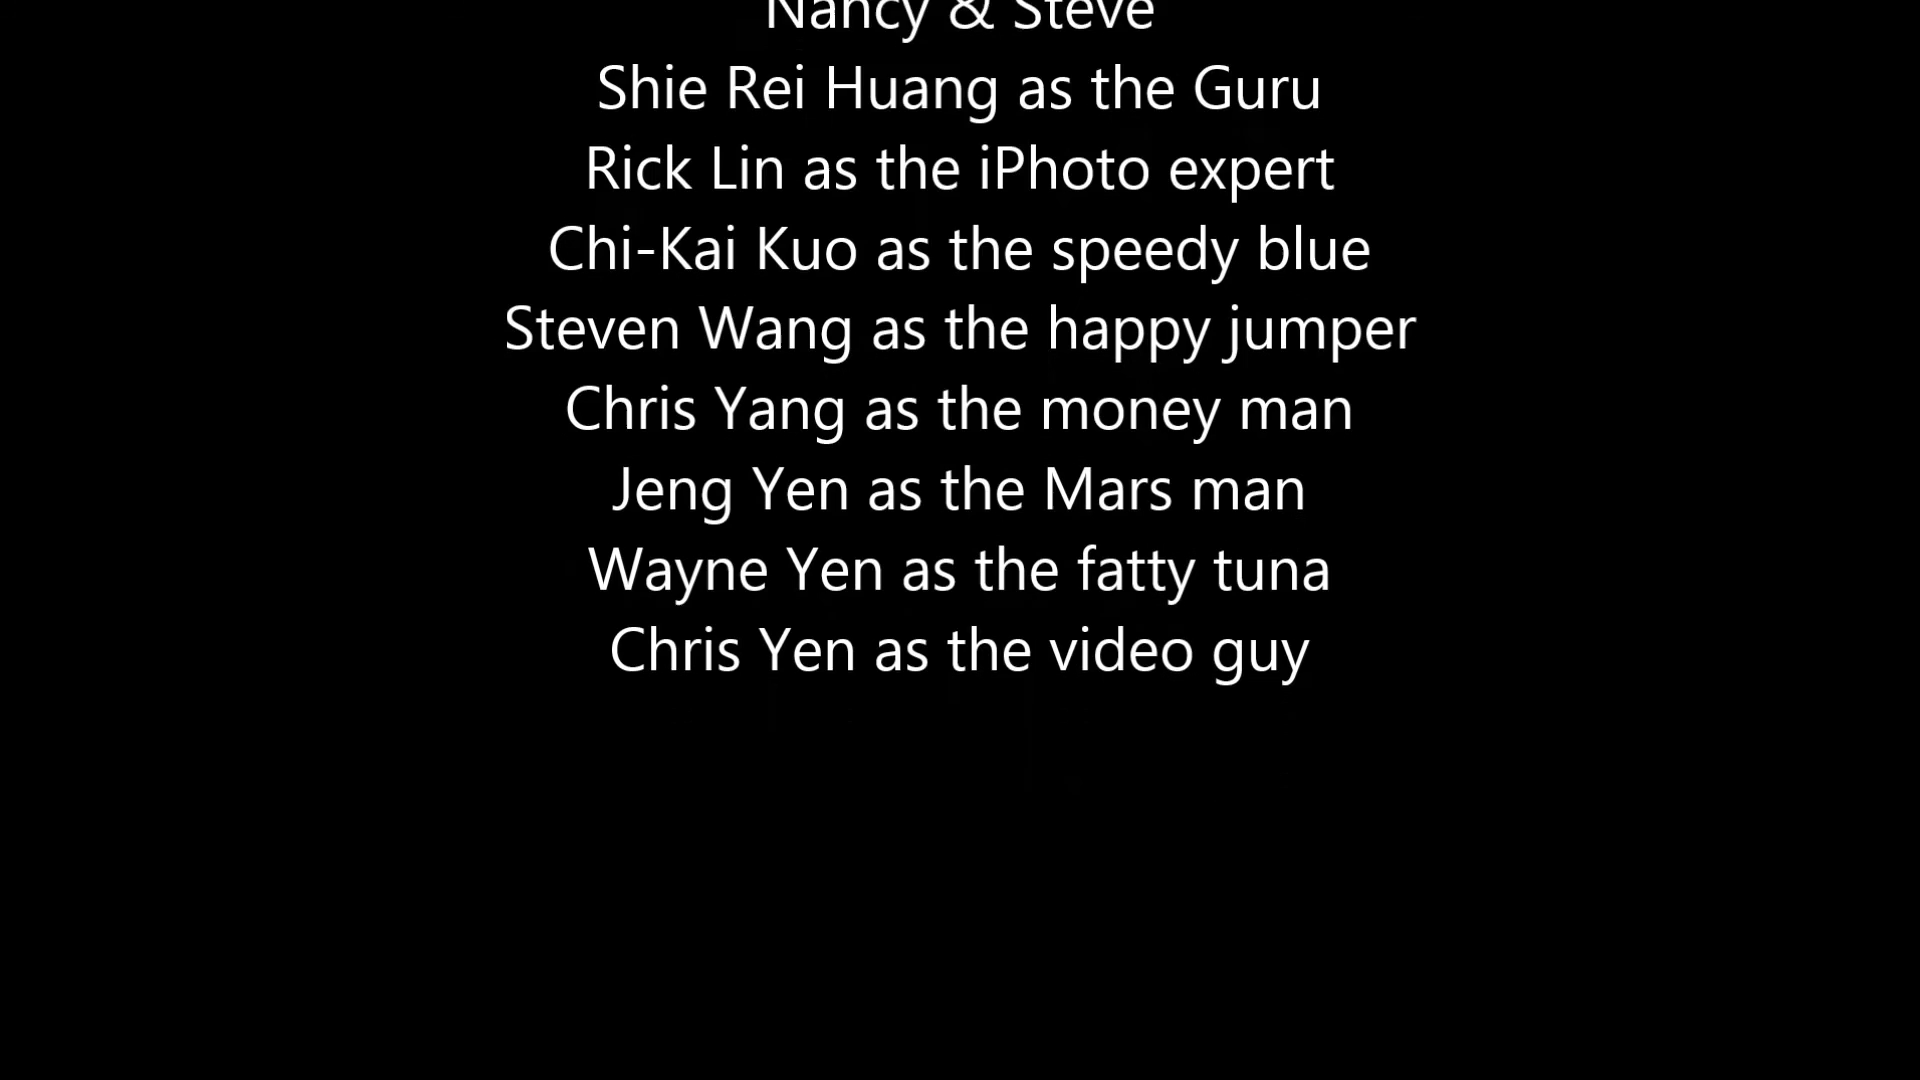 Nancy & Steve
Shie Rei Huang as the Guru
Rick Lin as the iPhoto expert
Chi-Kai Kuo as the speedy blue
Steven Wang as the happy jumper
Chris Yang as the money man
Jeng Yen as the Mars man
Wayne Yen as the fatty tuna
Chris Yen as the video guy